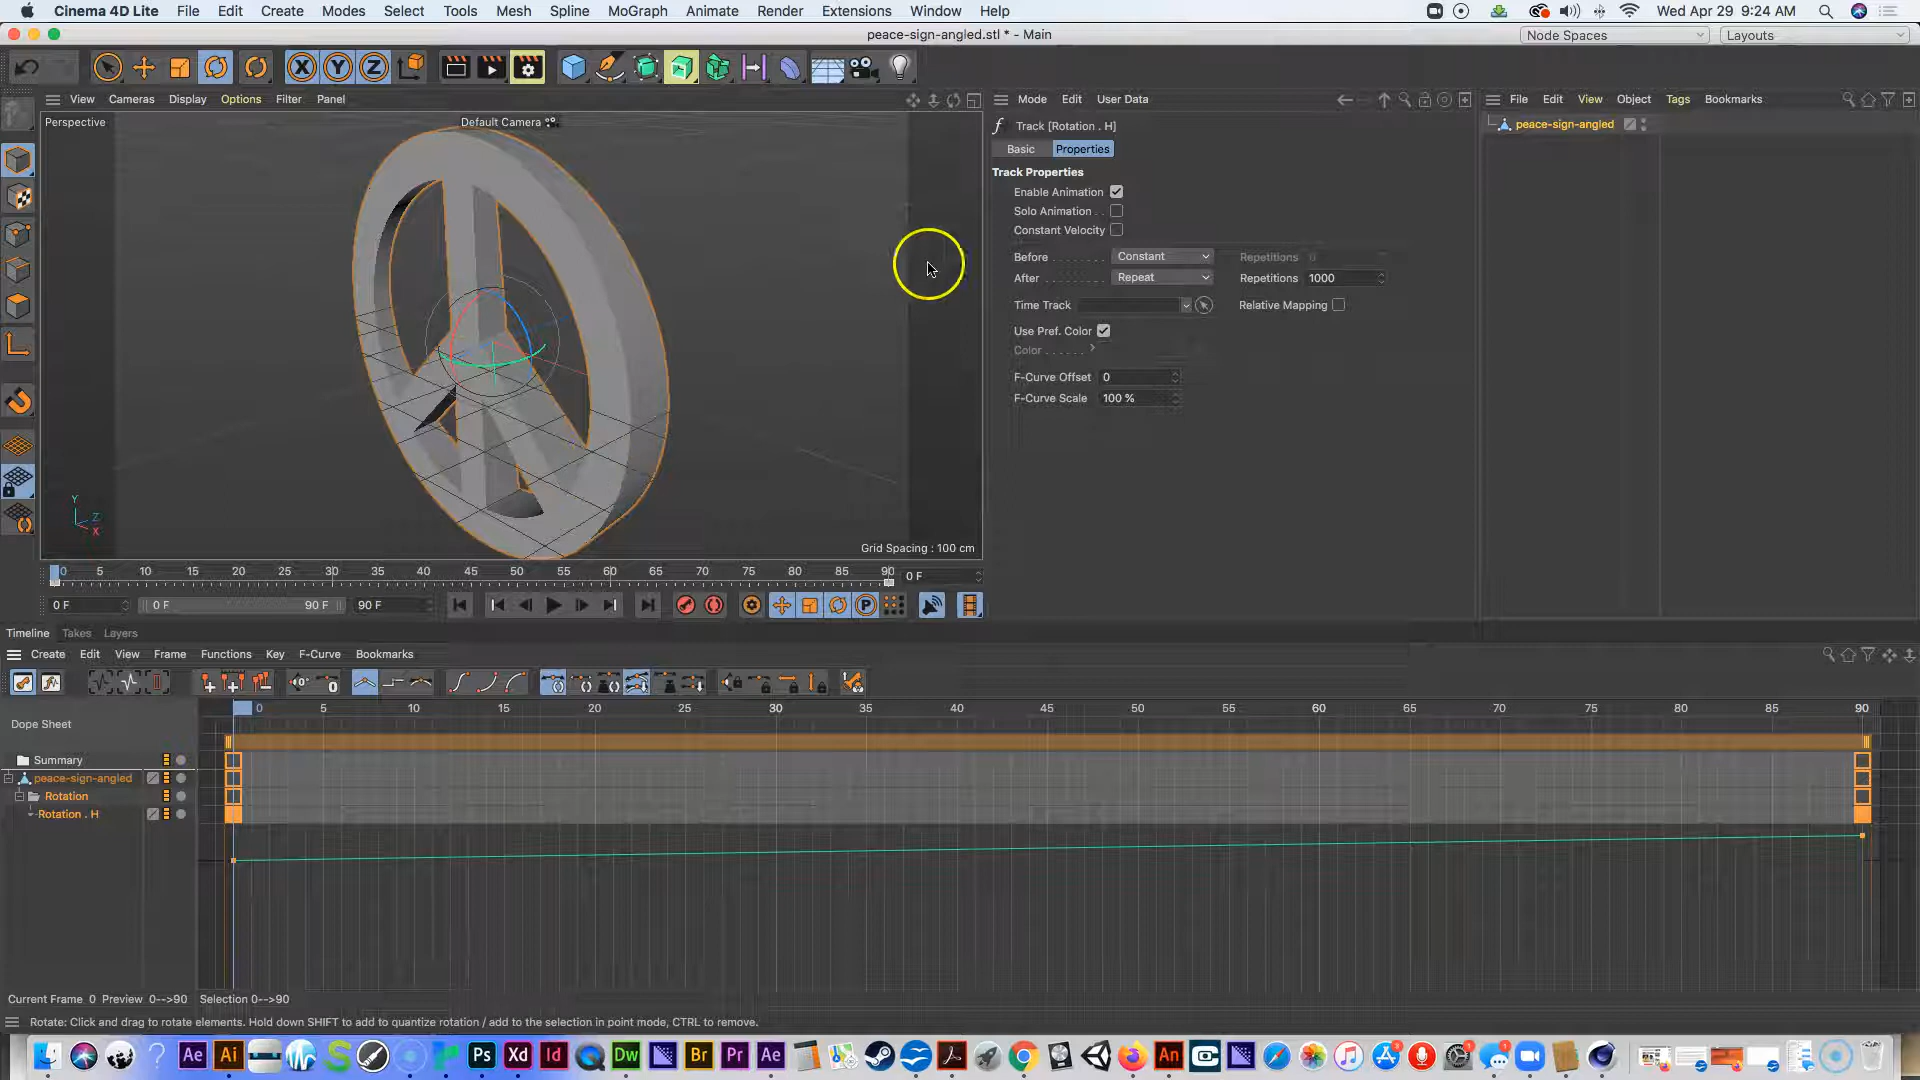 Cinema 4D Lite File Edit Create Modes Select Tools Mesh Spline MoGraph Animate Render Extensions Window Help Wed Apr 29 9:24 AM
peace-sign-angled.stl * - Main
Node Spaces Layouts
X Y Z
View Cameras Display Options Filter Panel
Mode Edit User Data
File Edit View Object Tags Bookmarks
Perspective Default Camera
Track [Rotation . H]
peace-sign-angled
Basic Properties
Track Properties
Enable Animation
Solo Animation
Constant Velocity
Before Constant Repetitions 0
After Repeat Repetitions 1000
Time Track Relative Mapping
Use Pref. Color
Color
F-Curve Offset 0
F-Curve Scale 100 %
Y
Z
X
Grid Spacing : 100 cm
0 5 10 15 20 25 30 35 40 45 50 55 60 65 70 75 80 85 90 0 F
0 F 0 F 90 F 90 F
P
Timeline Takes Layers
Create Edit View Frame Functions Key F-Curve Bookmarks
0 5 10 15 20 25 30 35 40 45 50 55 60 65 70 75 80 85 90
Dope Sheet
Summary
peace-sign-angled
Rotation
Rotation . H
Current Frame 0 Preview 0-->90 Selection 0-->90
Rotate: Click and drag to rotate elements. Hold down SHIFT to add to quantize rotation / add to the selection in point mode, CTRL to remove.
Ae Ai Ps Xd Id Dw Br Pr Ae An